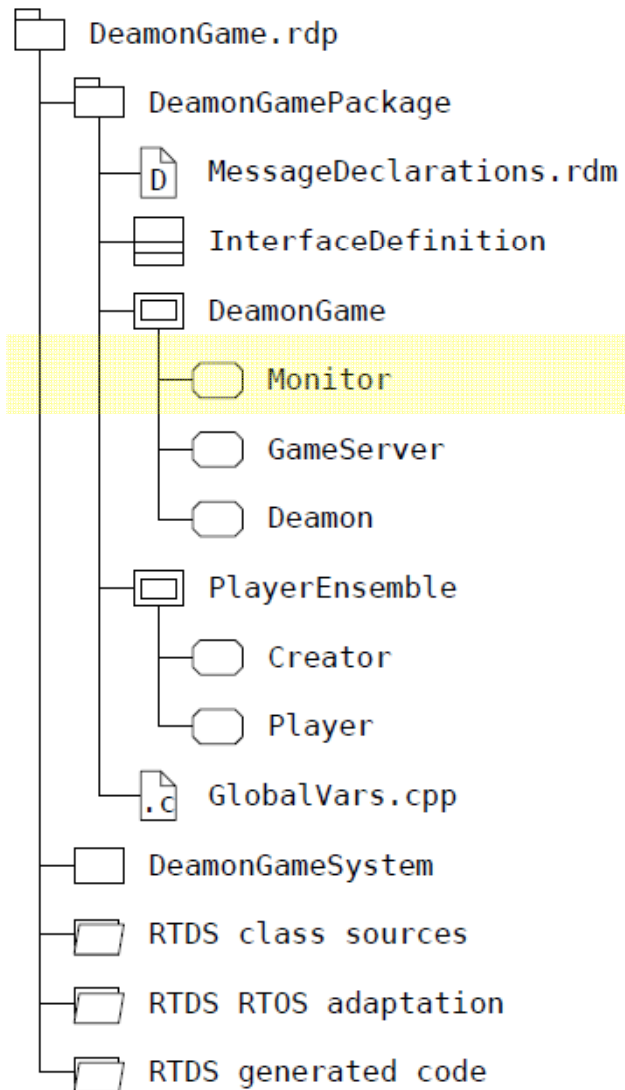 DeamonGame.rdp
DeamonGamePackage
D MessageDeclarations.rdm
InterfaceDefinition
DeamonGame
Monitor
GameServer
Deamon
PlayerEnsemble
Creator
Player
.c GlobalVars.cpp
DeamonGameSystem
RTDS class sources
RTDS RTOS adaptation
RTDS generated code